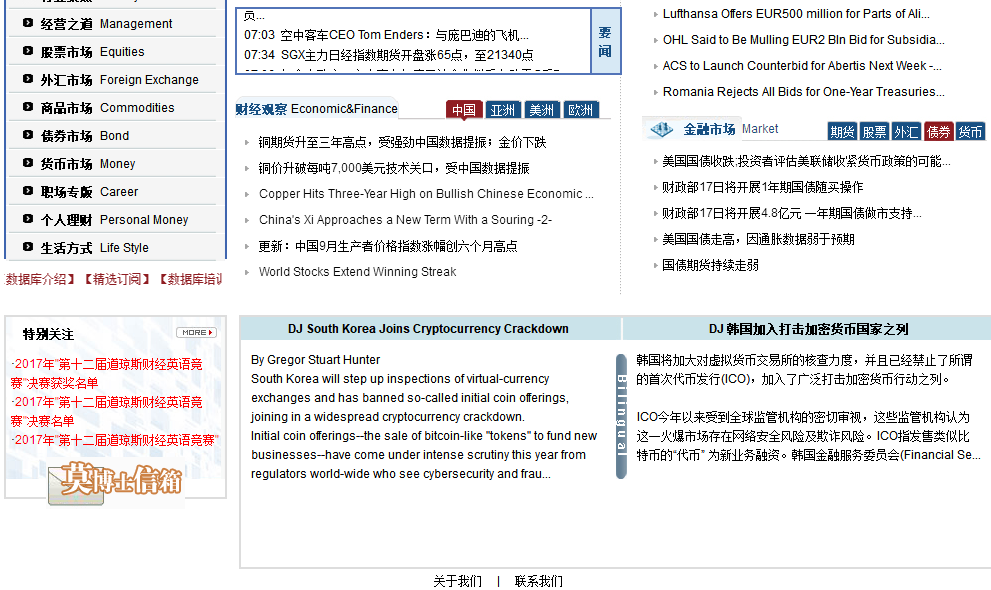 经营之道 Management
股票市场 Equities
外汇市场 Foreign Exchange
商品市场 Commodities
债券市场 Bond
货币市场 Money
职场专版 Career
个人理财 Personal Money
生活方式 Life Style
数据库介绍】【精选订阅】【数据库培训
员...
07:03 空中客车CEO Tom Enders：与庞巴迪的飞机...
07:34 SGX主力日经指数期货开盘涨65点，至21340点
要闻
财经观察 Economic&Finance
中国 亚洲 美洲 欧洲
铜期货升至三年高点，受强劲中国数据提振；金价下跌
铜价升破每吨7,000美元技术关口，受中国数据提振
Copper Hits Three-Year High on Bullish Chinese Economic ...
China's Xi Approaches a New Term With a Souring -2-
更新：中国9月生产者价格指数涨幅创六个月高点
World Stocks Extend Winning Streak
Lufthansa Offers EUR500 million for Parts of Ali...
OHL Said to Be Mulling EUR2 Bln Bid for Subsidia...
ACS to Launch Counterbid for Abertis Next Week -...
Romania Rejects All Bids for One-Year Treasuries...
金融市场 Market
期货 股票 外汇 债券 货币
美国国债收跌;投资者评估美联储收紧货币政策的可能...
财政部17日将开展1年期国债随买操作
财政部17日将开展4.8亿元 一年期国债做市支持...
美国国债走高，因通胀数据弱于预期
国债期货持续走弱
特别关注 MORE
·2017年"第十二届道琼斯财经英语竞
赛"决赛获奖名单
·2017年"第十二届道琼斯财经英语竞
赛"决赛名单
·2017年"第十二届道琼斯财经英语竞赛"
莫博士信箱
DJ South Korea Joins Cryptocurrency Crackdown
By Gregor Stuart Hunter
South Korea will step up inspections of virtual-currency
exchanges and has banned so-called initial coin offerings,
joining in a widespread cryptocurrency crackdown.
Initial coin offerings--the sale of bitcoin-like "tokens" to fund new
businesses--have come under intense scrutiny this year from
regulators world-wide who see cybersecurity and frau...
Bilingual
DJ 韩国加入打击加密货币国家之列
韩国将加大对虚拟货币交易所的核查力度，并且已经禁止了所谓
的首次代币发行(ICO)，加入了广泛打击加密货币行动之列。
ICO今年以来受到全球监管机构的密切审视，这些监管机构认为
这一火爆市场存在网络安全风险及欺诈风险。ICO指发售类似比
特币的“代币” 为新业务融资。韩国金融服务委员会(Financial Se...
关于我们 | 联系我们